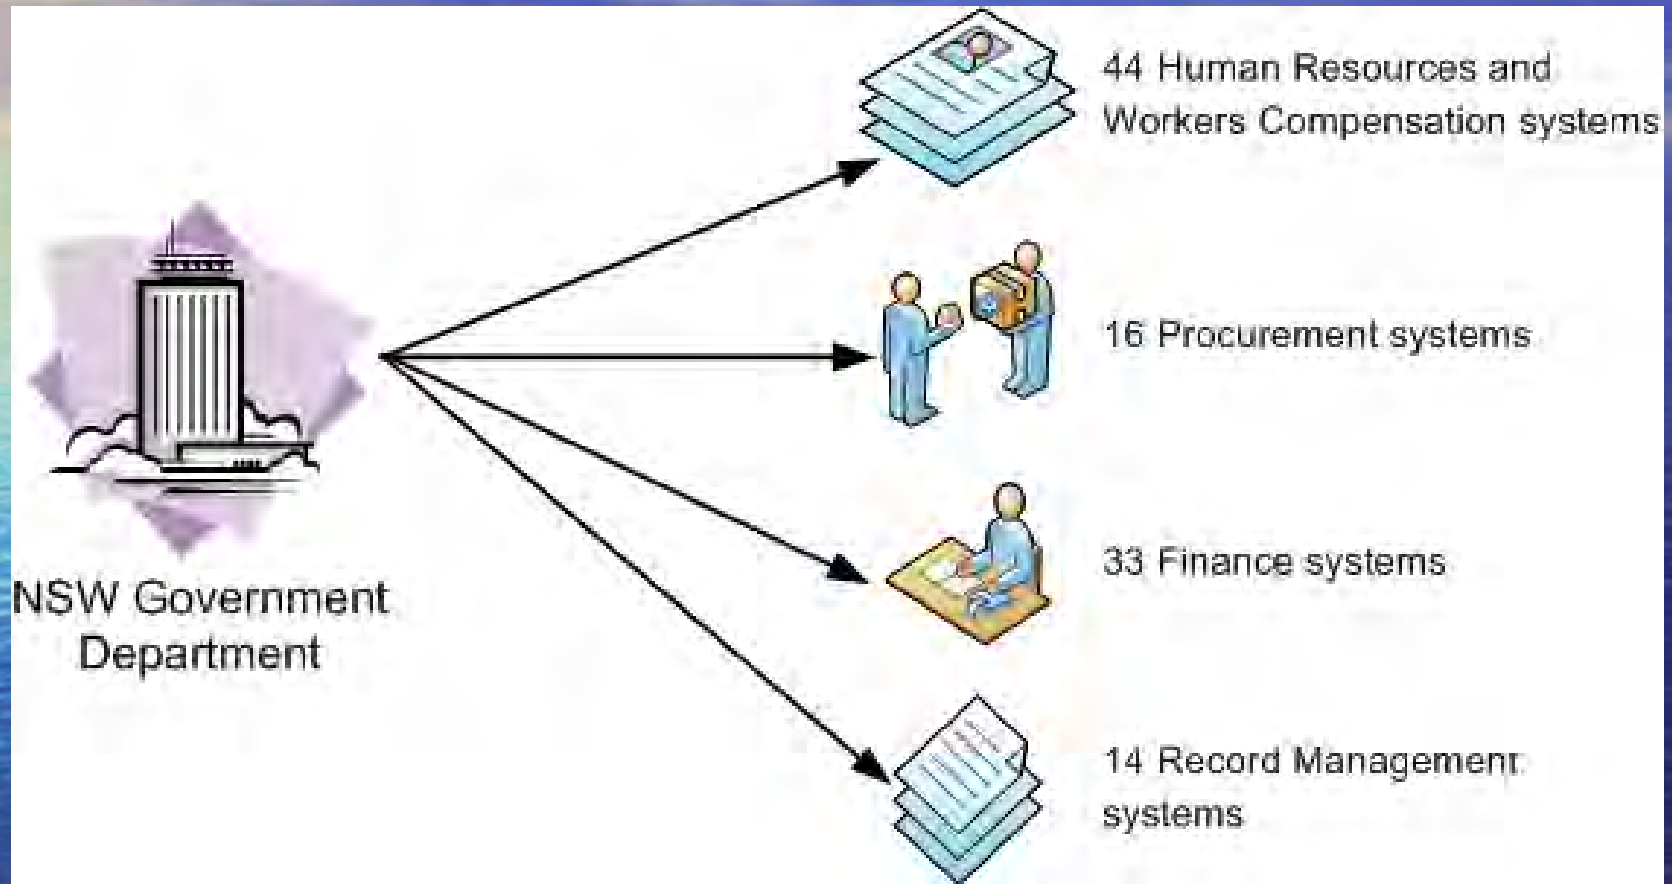 44 Human Resources and
Workers Compensation systems
16 Procurement systems
33 Finance systems
NSW Government
Department
14 Record Management
systems